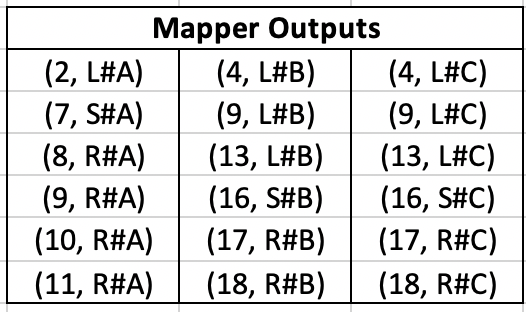 Mapper Outputs
(2, L#A) (4, L#B) (4, L#C)
(7, S#A) (9, L#B) (9, L#C)
(8, R#A) (13, L#B) (13, L#C)
(9, R#A) (16, S#B) (16, S#C)
(10, R#A) (17, R#B) (17, R#C)
(11, R#A) (18, R#B) (18, R#C)